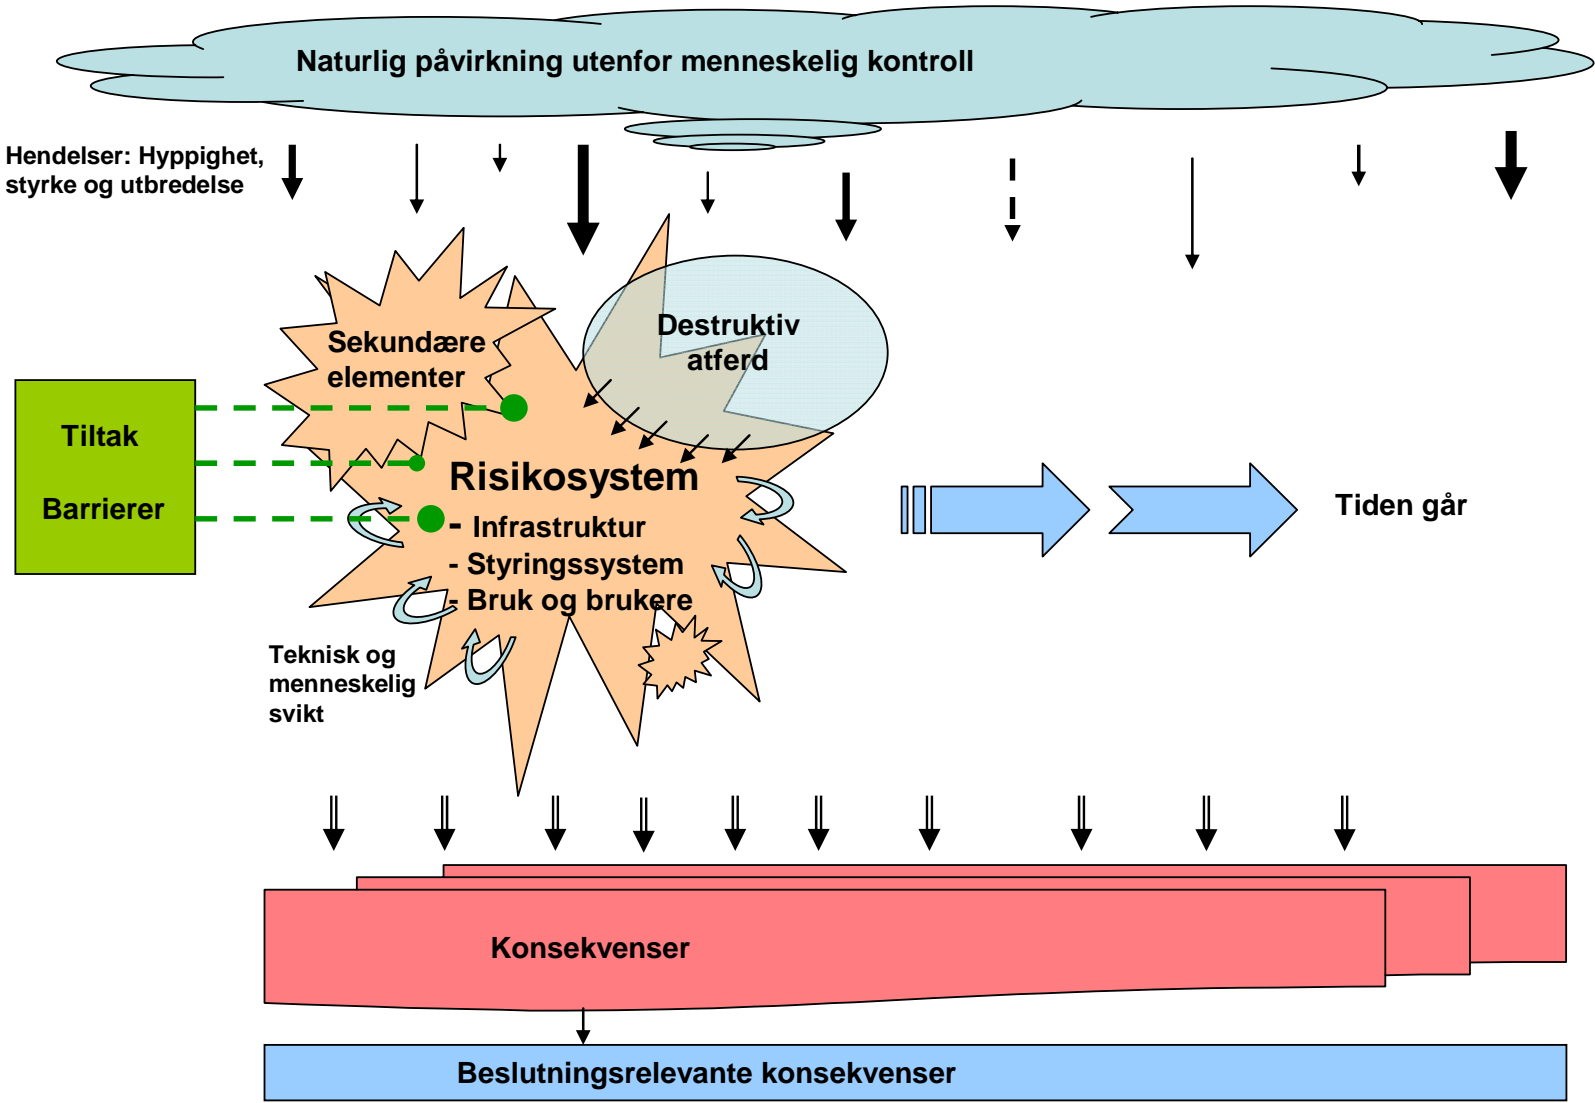 Naturlig påvirkning utenfor menneskelig kontroll
Hendelser: Hyppighet,
styrke og utbredelse
Destruktiv
atferd
Sekundære
elementer
Tiltak
Barrierer
Risikosystem
- Infrastruktur
- Styringssystem
- Bruk og brukere
Tiden går
Teknisk og
menneskelig
svikt
Konsekvenser
Beslutningsrelevante konsekvenser